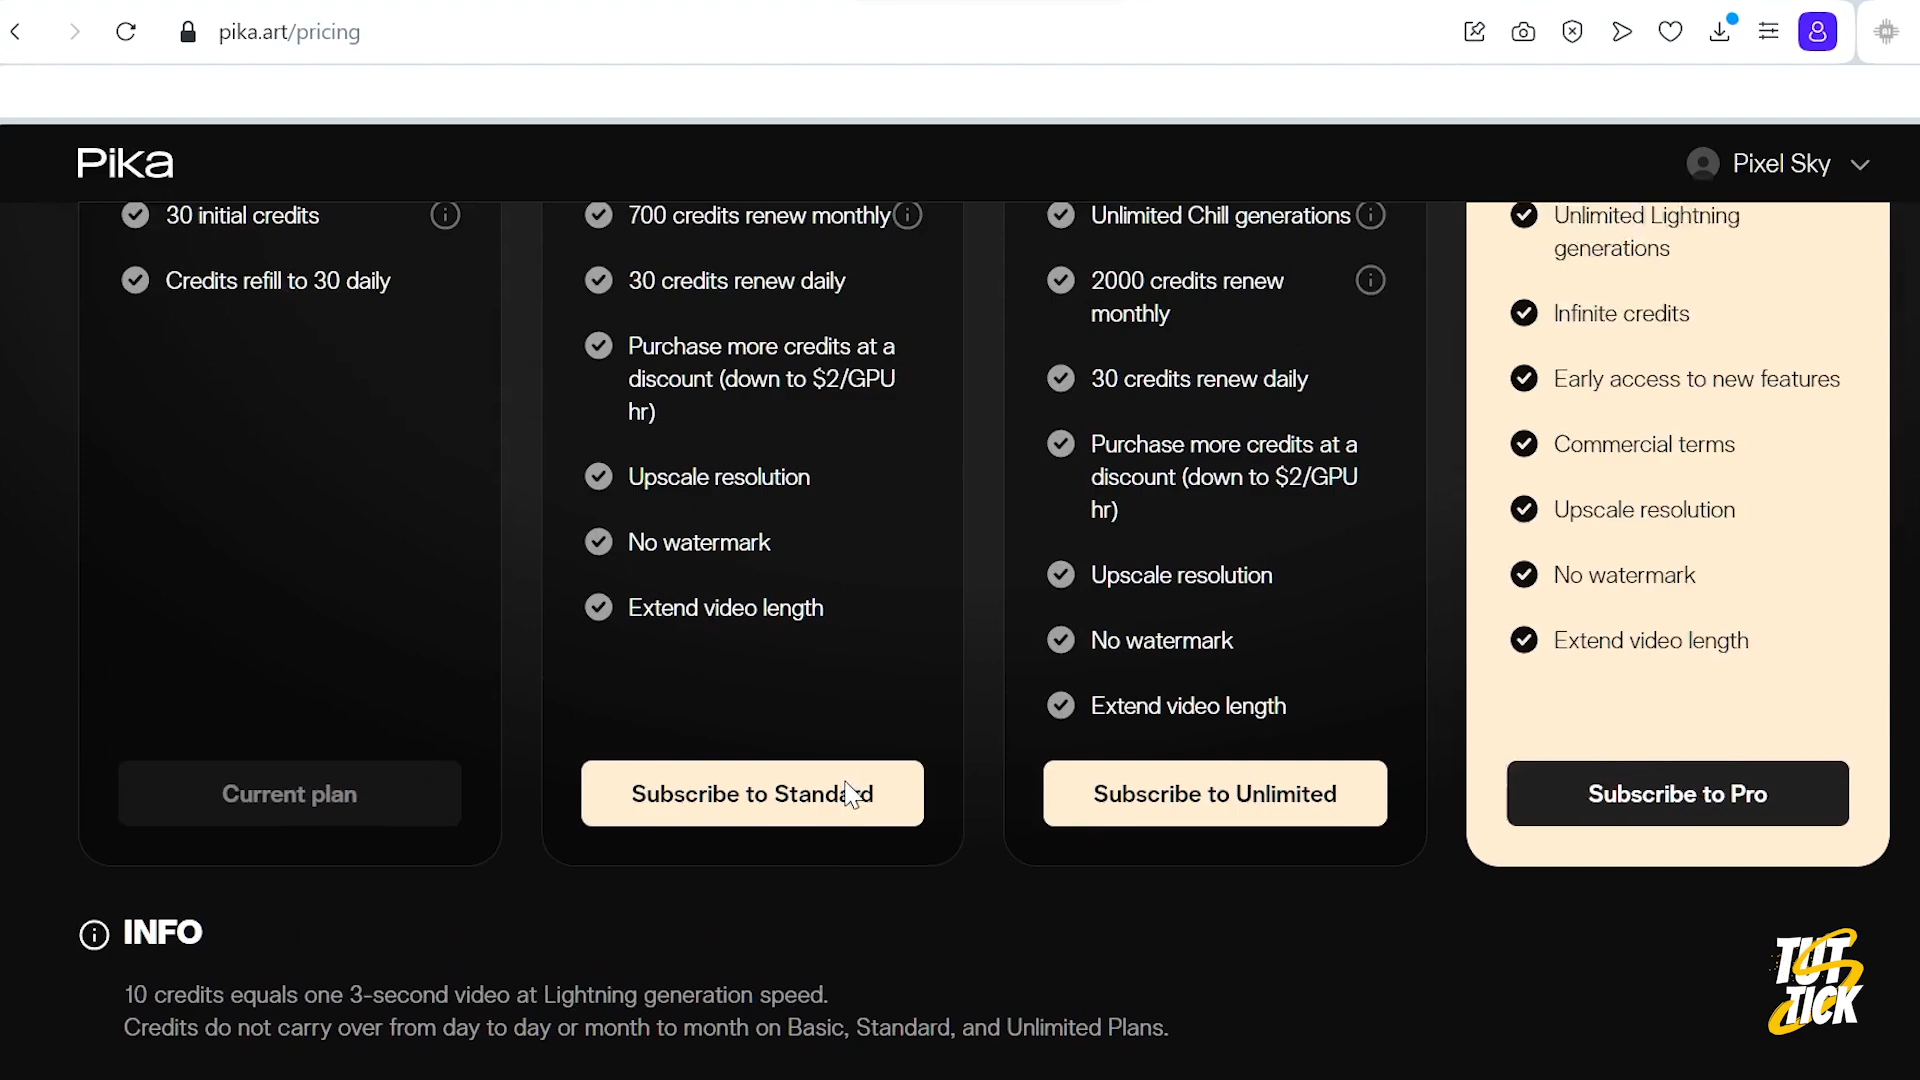 pika.art/pricing
Pika
Pixel Sky
30 initial credits
Credits refill to 30 daily
Current plan
700 credits renew monthly
30 credits renew daily
Purchase more credits at a
discount (down to $2/GPU
hr)
Upscale resolution
No watermark
Extend video length
Subscribe to Standard
Unlimited Chill generations
2000 credits renew
monthly
30 credits renew daily
Purchase more credits at a
discount (down to $2/GPU
hr)
Upscale resolution
No watermark
Extend video length
Subscribe to Unlimited
Unlimited Lightning
generations
Infinite credits
Early access to new features
Commercial terms
Upscale resolution
No watermark
Extend video length
Subscribe to Pro
INFO
10 credits equals one 3-second video at Lightning generation speed.
Credits do not carry over from day to day or month to month on Basic, Standard, and Unlimited Plans.
TUT
TICK